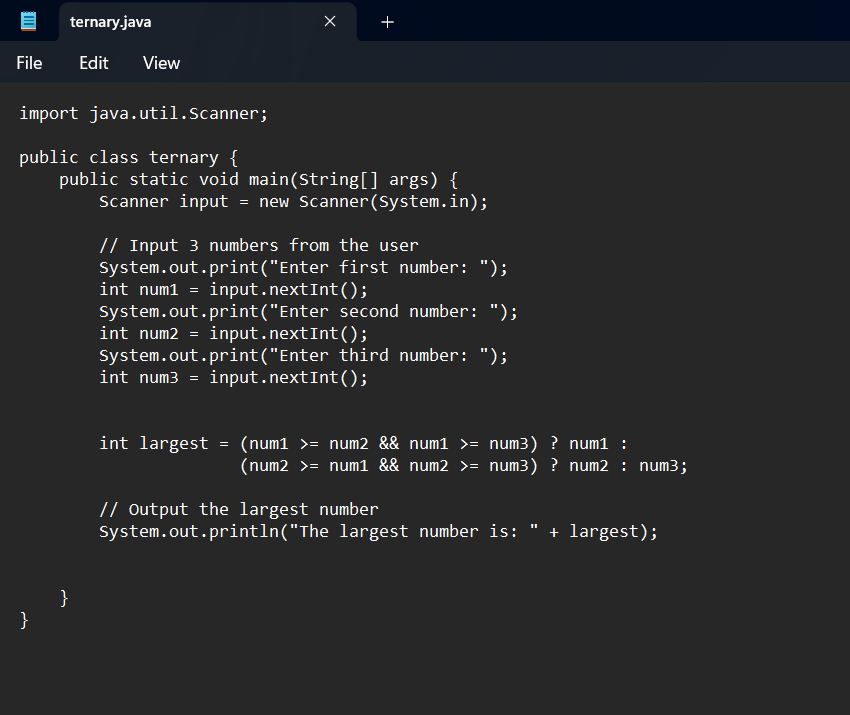 ternary.java
File Edit View
import java.util.Scanner;
public class ternary {
    public static void main(String[] args) {
        Scanner input = new Scanner(System.in);
        // Input 3 numbers from the user
        System.out.print("Enter first number: ");
        int num1 = input.nextInt();
        System.out.print("Enter second number: ");
        int num2 = input.nextInt();
        System.out.print("Enter third number: ");
        int num3 = input.nextInt();
        int largest = (num1 >= num2 && num1 >= num3) ? num1 :
                      (num2 >= num1 && num2 >= num3) ? num2 : num3;
        // Output the largest number
        System.out.println("The largest number is: " + largest);
    }
}